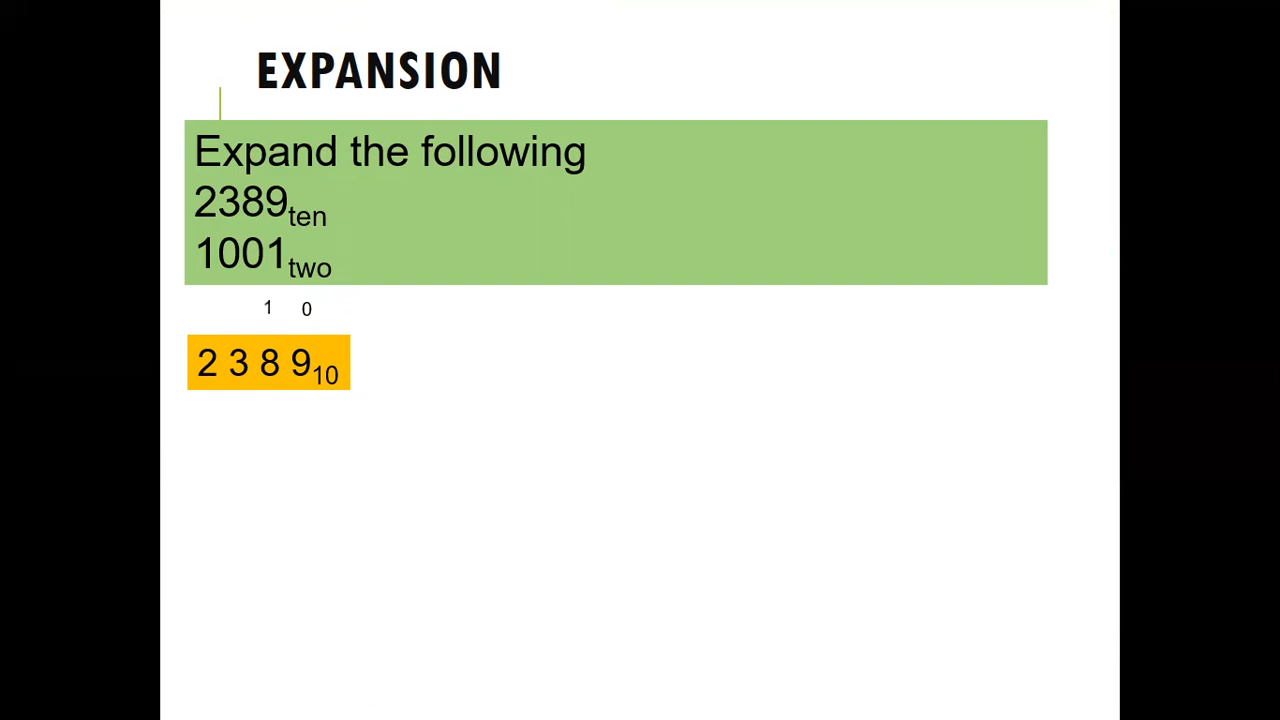 EXPANSION
Expand the following
2389ten
1001two
1 0
2 3 8 910